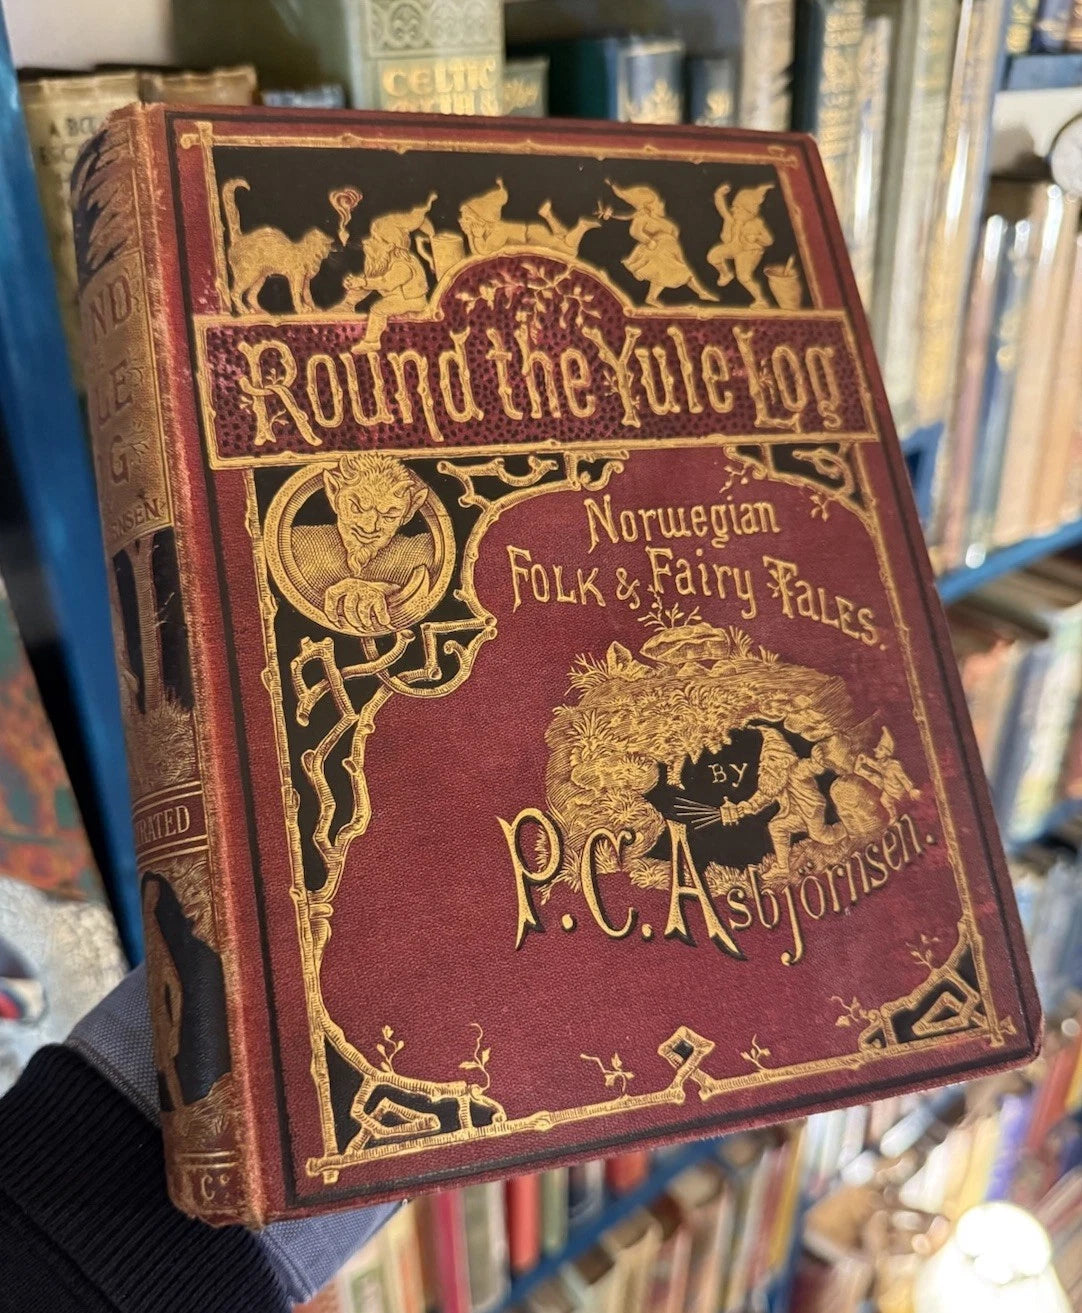 Round the Yule Log
Norwegian
FOLK & Fairy TALES.
BY
P.C. Asbjörnsen.
CELTIC